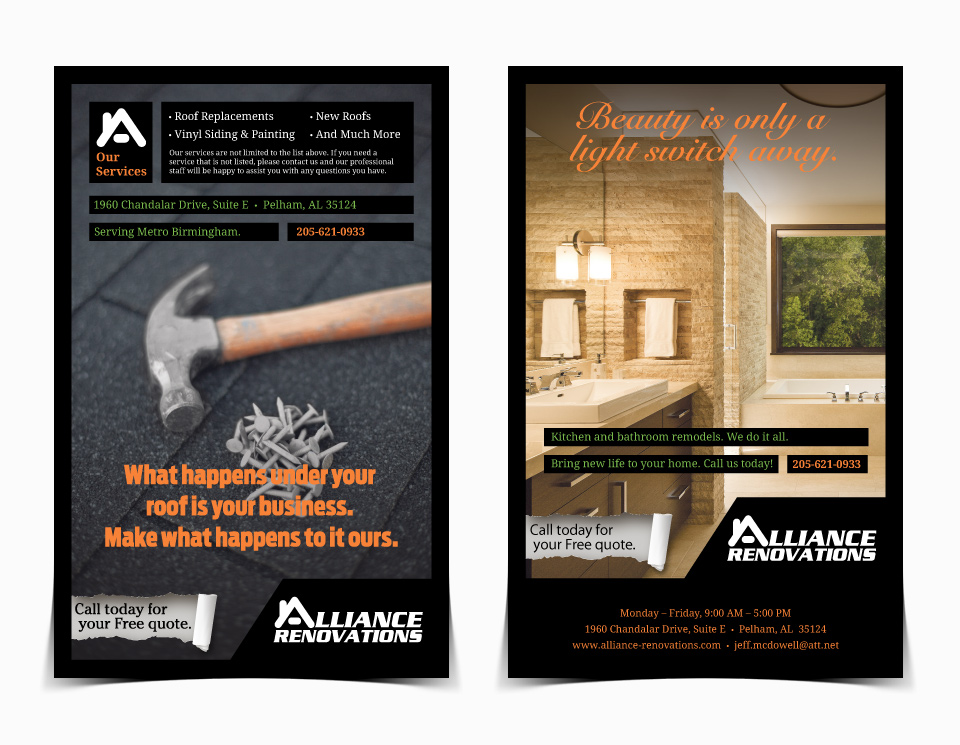 • Roof Replacements
• New Roofs
• Vinyl Siding & Painting
• And Much More
Our
Services
Our services are not limited to the list above. If you need a
service that is not listed, please contact us and our professional
staff will be happy to assist you with any questions you have.
1960 Chandalar Drive, Suite E • Pelham, AL 35124
Serving Metro Birmingham.
205-621-0933
What happens under your
roof is your business.
Make what happens to it ours.
Call today for
your Free quote.
ALLIANCE
RENOVATIONS
Beauty is only a
light switch away.
Kitchen and bathroom remodels. We do it all.
Bring new life to your home. Call us today!
205-621-0933
Call today for
your Free quote.
ALLIANCE
RENOVATIONS
Monday – Friday, 9:00 AM – 5:00 PM
1960 Chandalar Drive, Suite E • Pelham, AL 35124
www.alliance-renovations.com • jeff.mcdowell@att.net